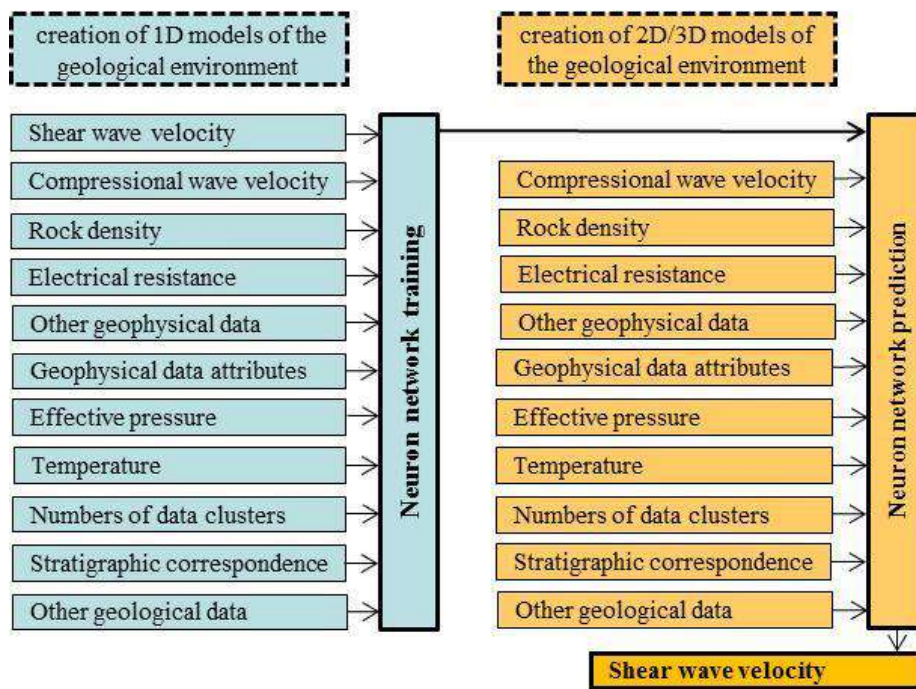 creation of 1D models of the
geological environment
Shear wave velocity
Compressional wave velocity
Rock density
Electrical resistance
Other geophysical data
Geophysical data attributes
Effective pressure
Temperature
Numbers of data clusters
Stratigraphic correspondence
Other geological data
Neuron network training
creation of 2D/3D models of
the geological environment
Compressional wave velocity
Rock density
Electrical resistance
Other geophysical data
Geophysical data attributes
Effective pressure
Temperature
Numbers of data clusters
Stratigraphic correspondence
Other geological data
Neuron network prediction
Shear wave velocity